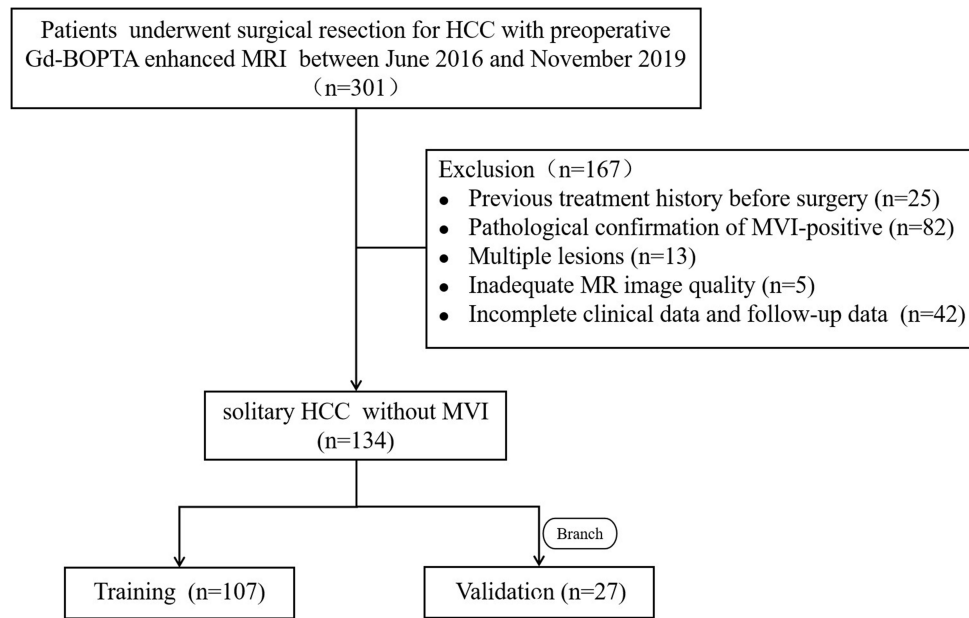 Patients underwent surgical resection for HCC with preoperative
Gd-BOPTA enhanced MRI between June 2016 and November 2019
（n=301）
Exclusion（n=167）
• Previous treatment history before surgery (n=25)
• Pathological confirmation of MVI-positive (n=82)
• Multiple lesions (n=13)
• Inadequate MR image quality (n=5)
• Incomplete clinical data and follow-up data (n=42)
solitary HCC without MVI
(n=134)
Branch
Training (n=107)
Validation (n=27)